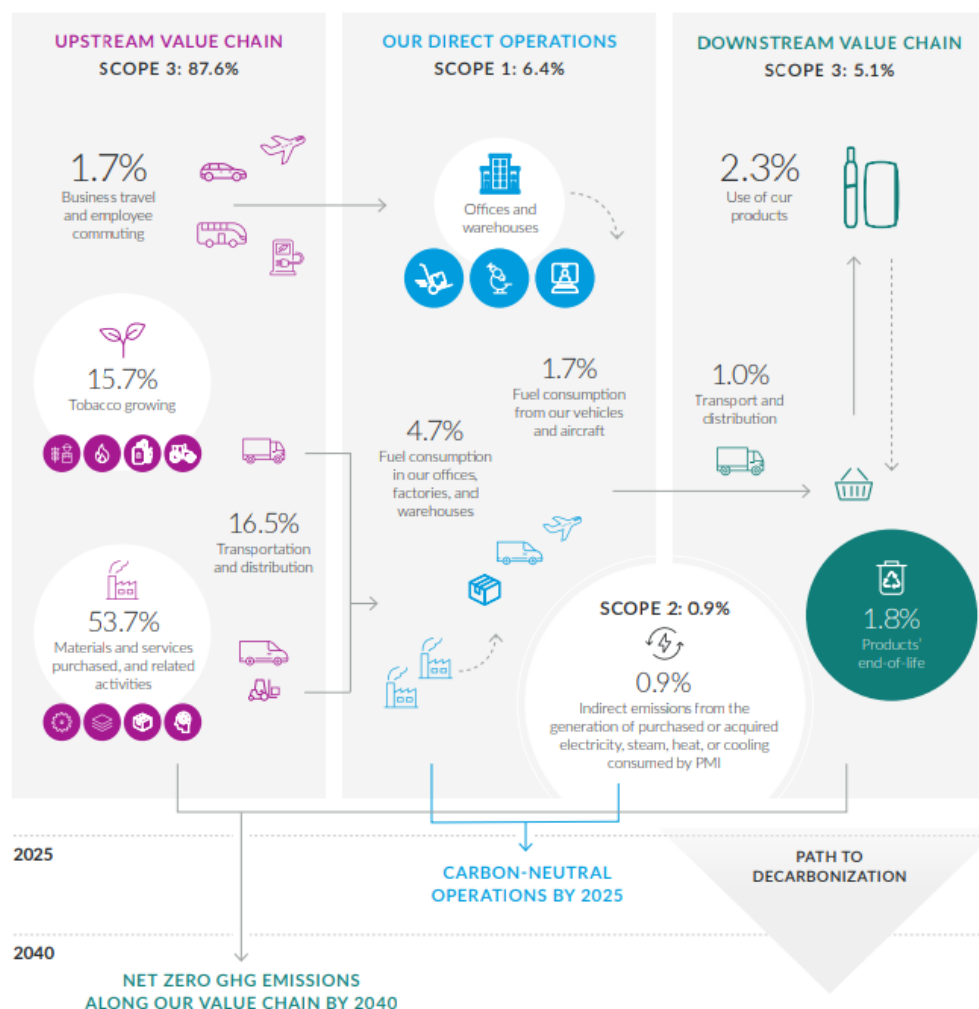 UPSTREAM VALUE CHAIN
SCOPE 3: 87.6%
1.7%
Business travel
and employee
commuting
15.7%
Tobacco growing
16.5%
Transportation
and distribution
53.7%
Materials and services
purchased, and related
activities
OUR DIRECT OPERATIONS
SCOPE 1: 6.4%
Offices and
warehouses
1.7%
Fuel consumption
from our vehicles
and aircraft
4.7%
Fuel consumption
in our offices,
factories, and
warehouses
SCOPE 2: 0.9%
0.9%
Indirect emissions from the
generation of purchased or acquired
electricity, steam, heat, or cooling
consumed by PMI
DOWNSTREAM VALUE CHAIN
SCOPE 3: 5.1%
2.3%
Use of our
products
1.0%
Transport and
distribution
1.8%
Products'
end-of-life
2025
CARBON-NEUTRAL
OPERATIONS BY 2025
PATH TO
DECARBONIZATION
2040
NET ZERO GHG EMISSIONS
ALONG OUR VALUE CHAIN BY 2040